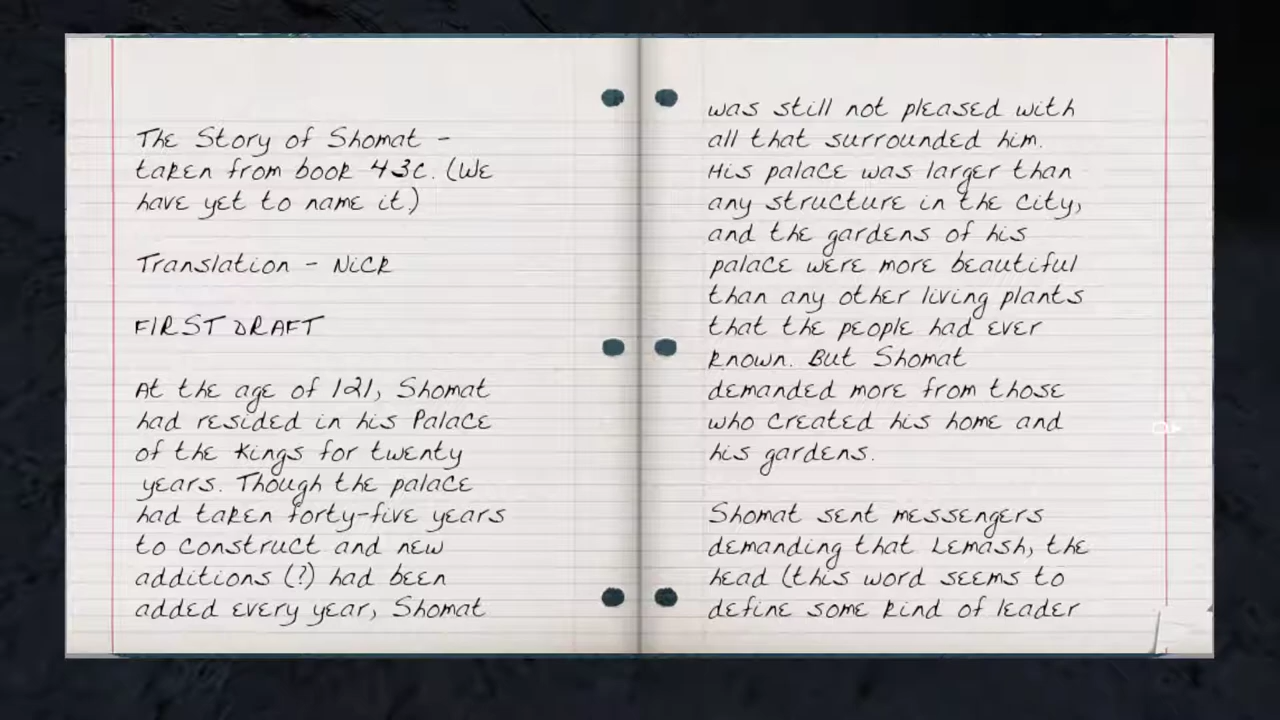 The Story of Shomat -
taken from book 43c. (We
have yet to name it.)
Translation - Nick
FIRST DRAFT
At the age of 121, Shomat
had resided in his Palace
of the Kings for twenty
years. Though the palace
had taken forty-five years
to construct and new
additions (?) had been
added every year, Shomat
was still not pleased with
all that surrounded him.
His palace was larger than
any structure in the city,
and the gardens of his
palace were more beautiful
than any other living plants
that the people had ever
known. But Shomat
demanded more from those
who created his home and
his gardens.
Shomat sent messengers
demanding that Lemash, the
head (this word seems to
define some kind of leader